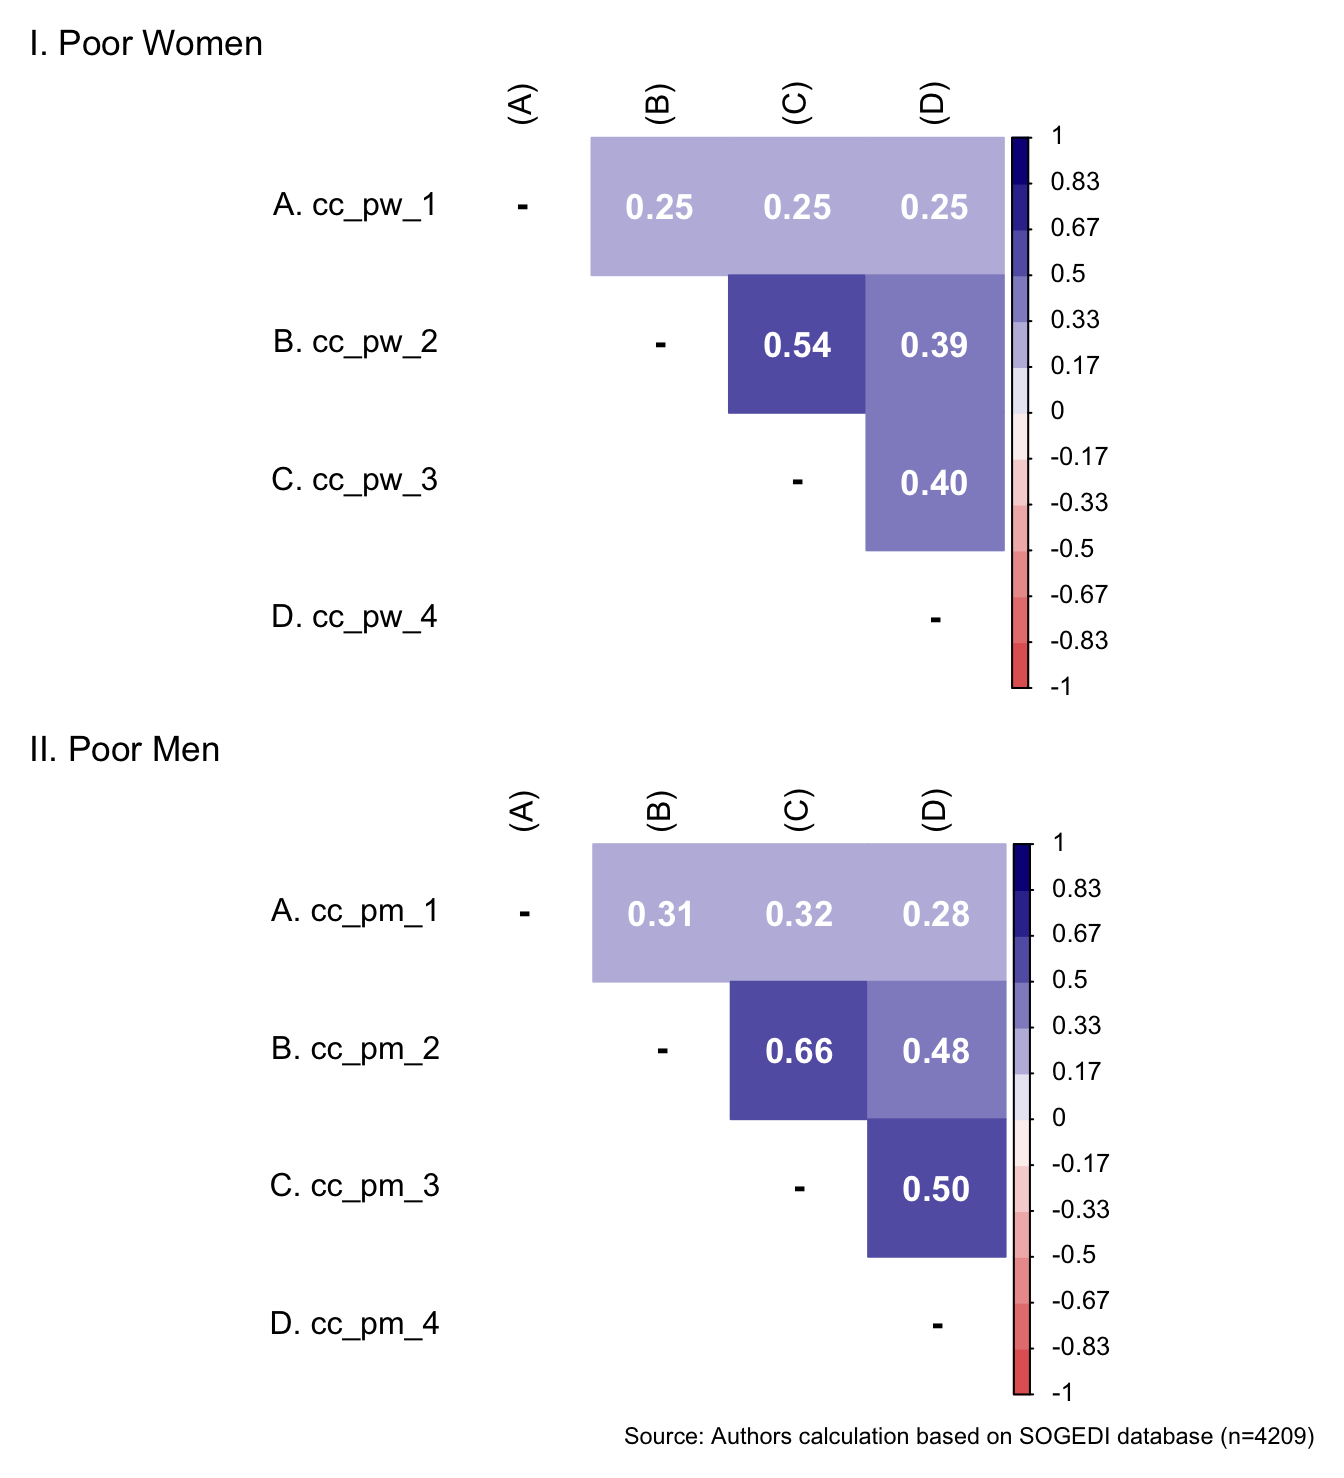 I. Poor Women
(A) (B) (C) (D)
1
A. cc_pw_1 - 0.25 0.25 0.25
0.83
0.67
0.5
B. cc_pw_2 - 0.54 0.39
0.33
0.17
0
C. cc_pw_3 - 0.40
-0.17
-0.33
-0.5
D. cc_pw_4 -
-0.67
-0.83
-1
II. Poor Men
(A) (B) (C) (D)
1
A. cc_pm_1 - 0.31 0.32 0.28
0.83
0.67
0.5
B. cc_pm_2 - 0.66 0.48
0.33
0.17
0
C. cc_pm_3 - 0.50
-0.17
-0.33
-0.5
D. cc_pm_4 -
-0.67
-0.83
-1
Source: Authors calculation based on SOGEDI database (n=4209)